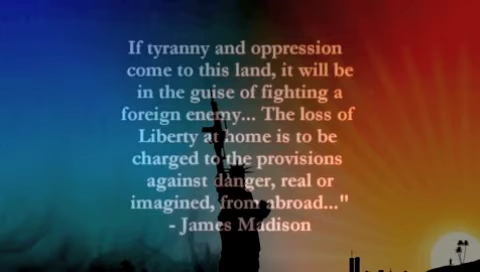 If tyranny and oppression
come to this land, it will be
in the guise of fighting a
foreign enemy... The loss of
Liberty at home is to be
charged to the provisions
against danger, real or
imagined, from abroad..."
- James Madison